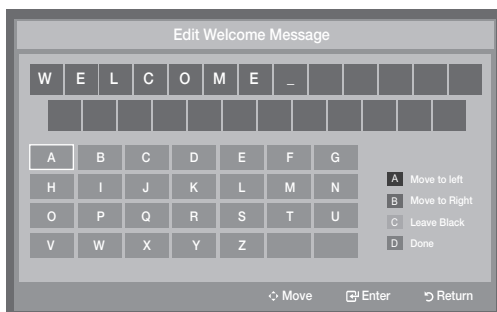 Edit Welcome Message
W E L C O M E _
A B C D E F G
H I J K L M N
O P Q R S T U
V W X Y Z
A Move to left
B Move to Right
C Leave Black
D Done
Move Enter Return